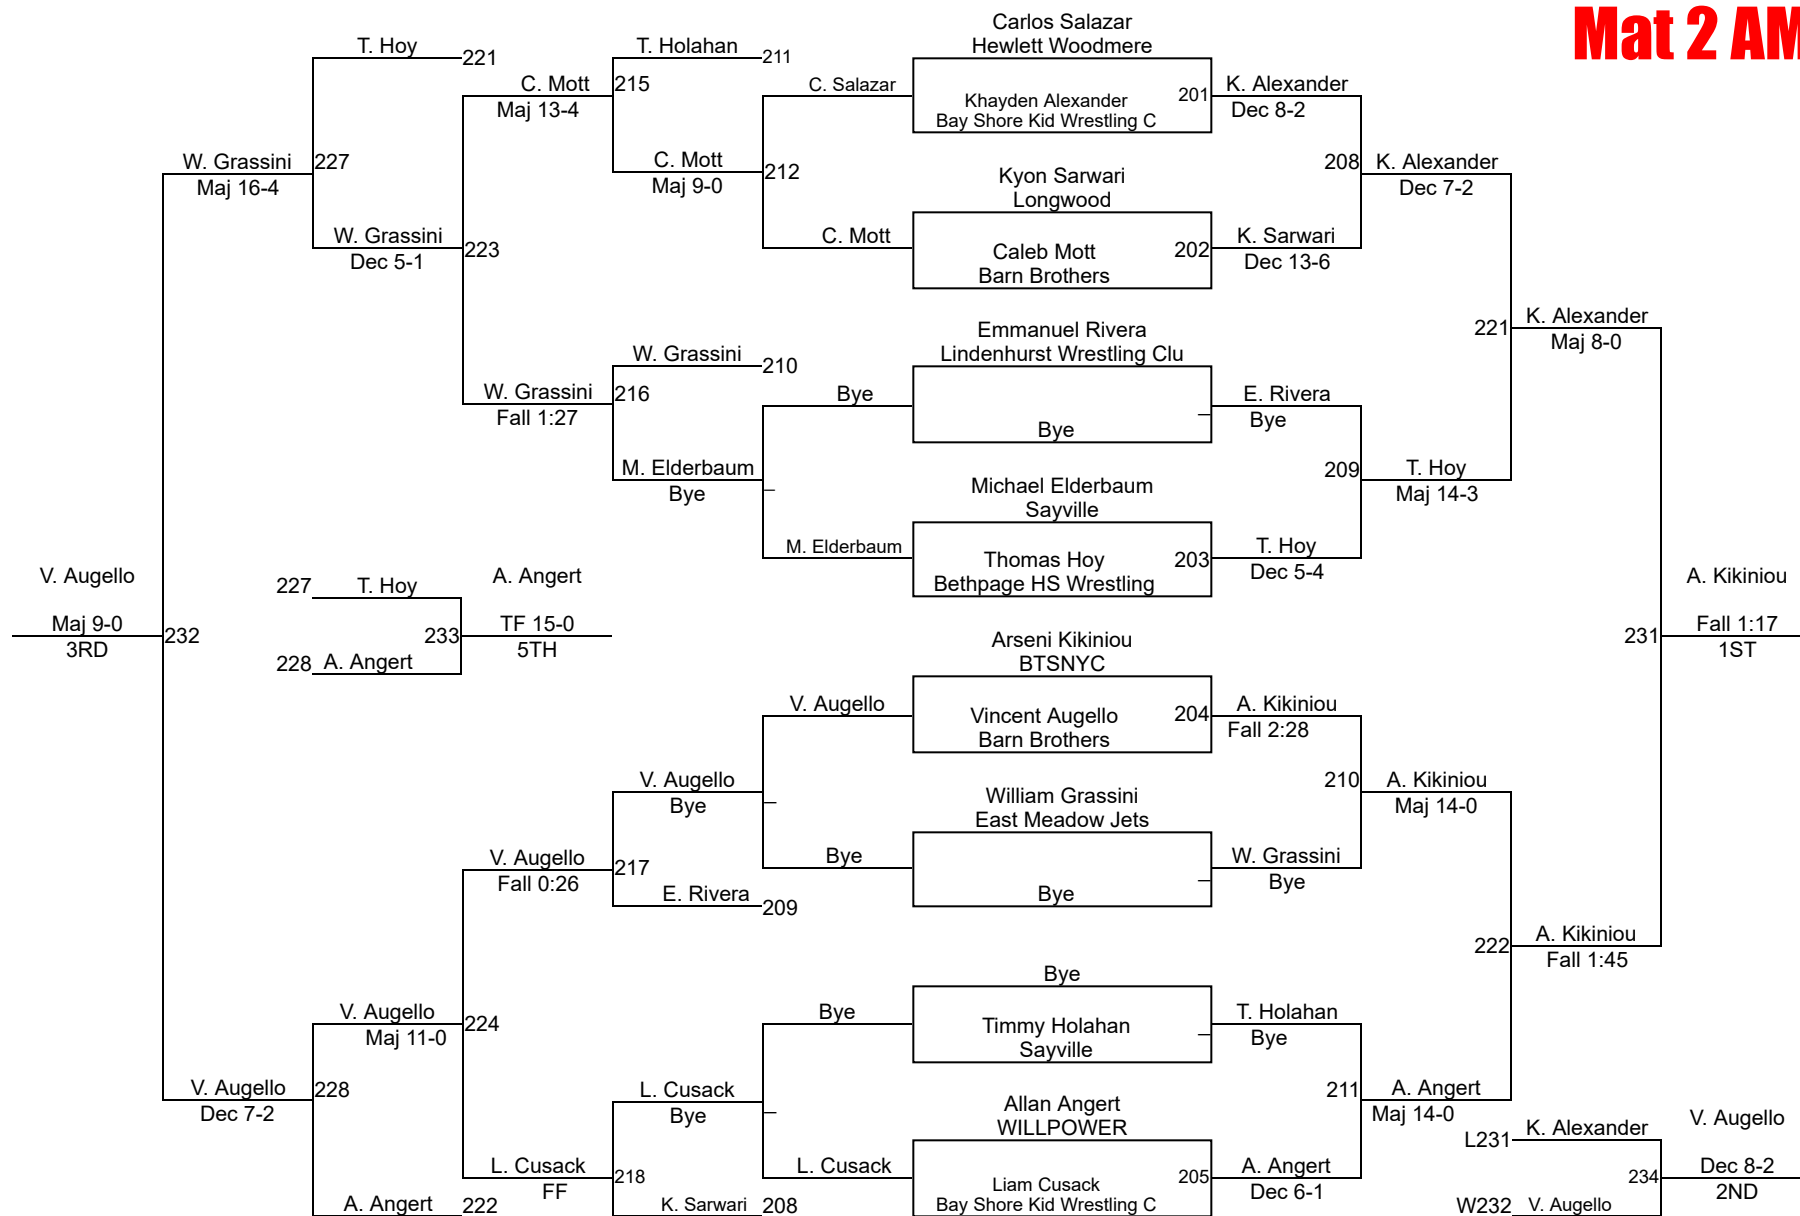 Mat 2 AM
Carlos Salazar
Hewlett Woodmere
T. Hoy
221
T. Holahan
211
C. Mott
Maj 13-4
215
C. Salazar
Khayden Alexander
Bay Shore Kid Wrestling C
201
K. Alexander
Dec 8-2
W. Grassini
Maj 16-4
227
C. Mott
Maj 9-0
212
Kyon Sarwari
Longwood
208
K. Alexander
Dec 7-2
W. Grassini
Dec 5-1
223
C. Mott
Caleb Mott
Barn Brothers
202
K. Sarwari
Dec 13-6
Emmanuel Rivera
Lindenhurst Wrestling Clu
221
K. Alexander
Maj 8-0
W. Grassini
210
W. Grassini
Fall 1:27
216
Bye
Bye
E. Rivera
Bye
M. Elderbaum
Bye
Michael Elderbaum
Sayville
209
T. Hoy
Maj 14-3
M. Elderbaum
Thomas Hoy
Bethpage HS Wrestling
203
T. Hoy
Dec 5-4
V. Augello
Maj 9-0
3RD
232
227
T. Hoy
228
A. Angert
233
A. Angert
TF 15-0
5TH
A. Kikiniou
231
Fall 1:17
1ST
Arseni Kikiniou
BTSNYC
V. Augello
Vincent Augello
Barn Brothers
204
A. Kikiniou
Fall 2:28
V. Augello
Bye
William Grassini
East Meadow Jets
210
A. Kikiniou
Maj 14-0
V. Augello
Fall 0:26
217
Bye
Bye
W. Grassini
Bye
E. Rivera
209
222
A. Kikiniou
Fall 1:45
Bye
V. Augello
Maj 11-0
224
Bye
Timmy Holahan
Sayville
T. Holahan
Bye
V. Augello
Dec 7-2
228
L. Cusack
Bye
Allan Angert
WILLPOWER
211
A. Angert
Maj 14-0
L231
K. Alexander
V. Augello
L. Cusack
FF
218
L. Cusack
Liam Cusack
Bay Shore Kid Wrestling C
205
A. Angert
Dec 6-1
234
Dec 8-2
2ND
A. Angert
222
K. Sarwari
208
W232
V. Augello